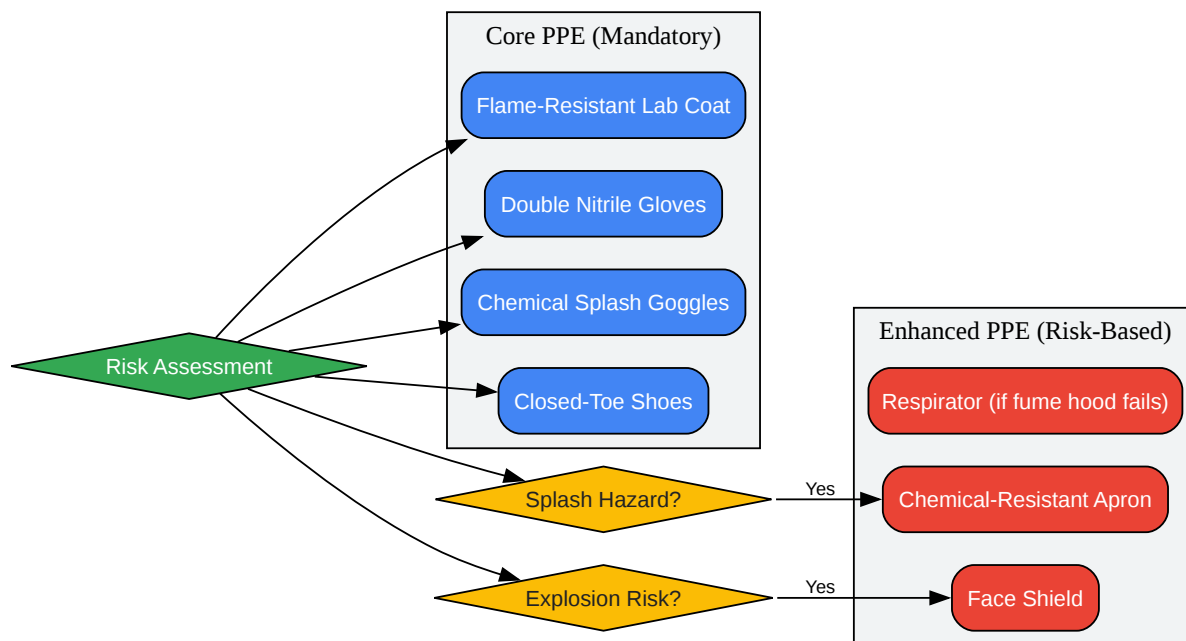 Core PPE (Mandatory)
Flame-Resistant Lab Coat
Double Nitrile Gloves
Chemical Splash Goggles
Closed-Toe Shoes
Risk Assessment
Enhanced PPE (Risk-Based)
Respirator (if fume hood fails)
Splash Hazard?
Yes
Chemical-Resistant Apron
Explosion Risk?
Yes
Face Shield